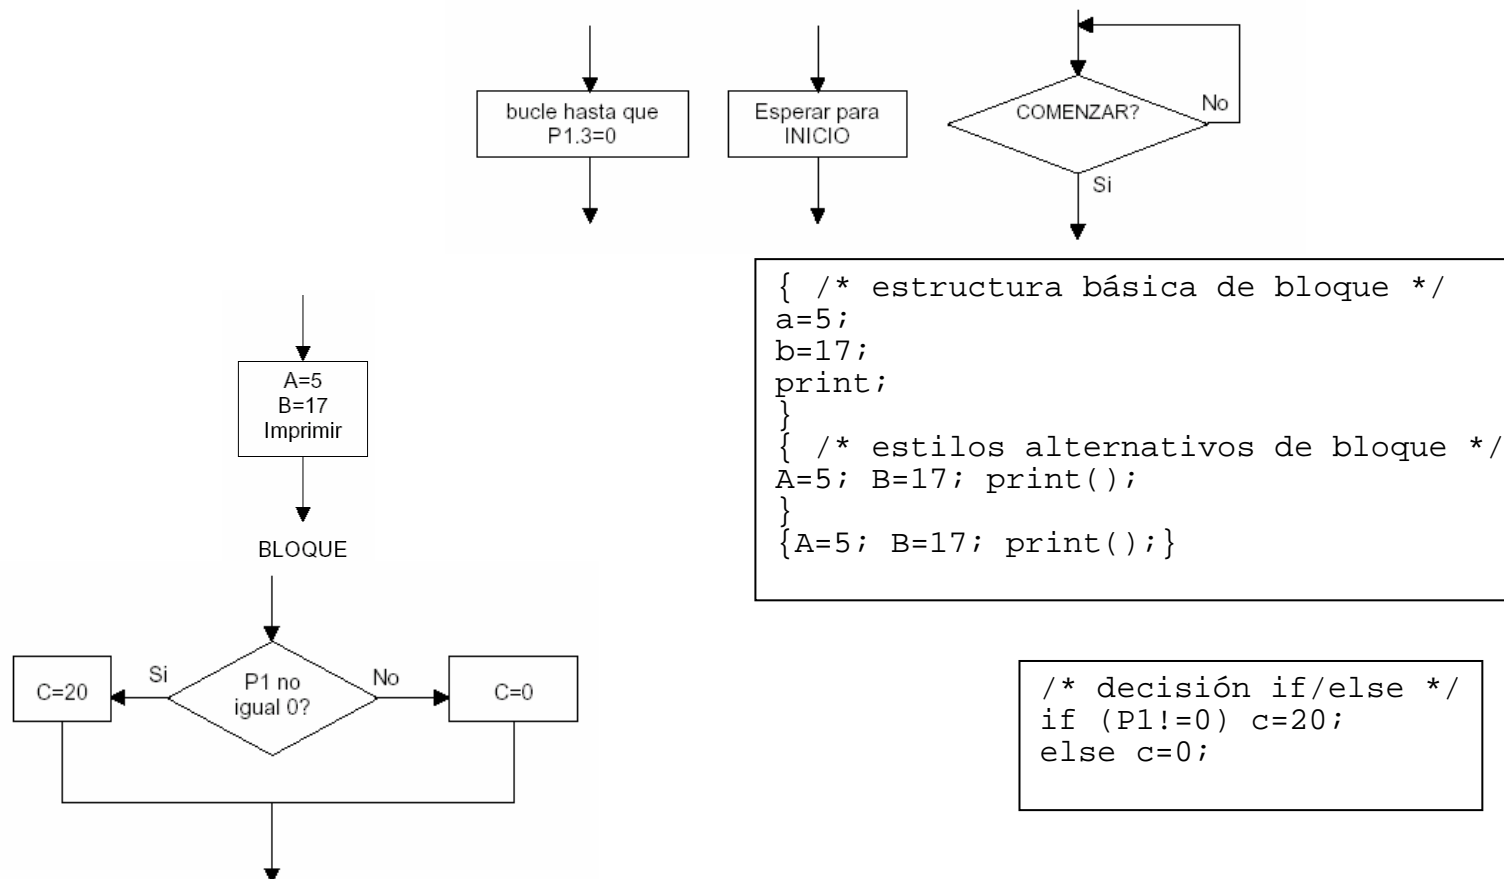 bucle hasta que
P1.3=0
Esperar para
INICIO
COMENZAR?
No
Si
A=5
B=17
Imprimir
BLOQUE
{ /* estructura básica de bloque */
a=5;
b=17;
print;
}
{ /* estilos alternativos de bloque */
A=5; B=17; print();
}
{A=5; B=17; print();}
C=20
Si
P1 no
igual 0?
No
C=0
/* decisión if/else */
if (P1!=0) c=20;
else c=0;